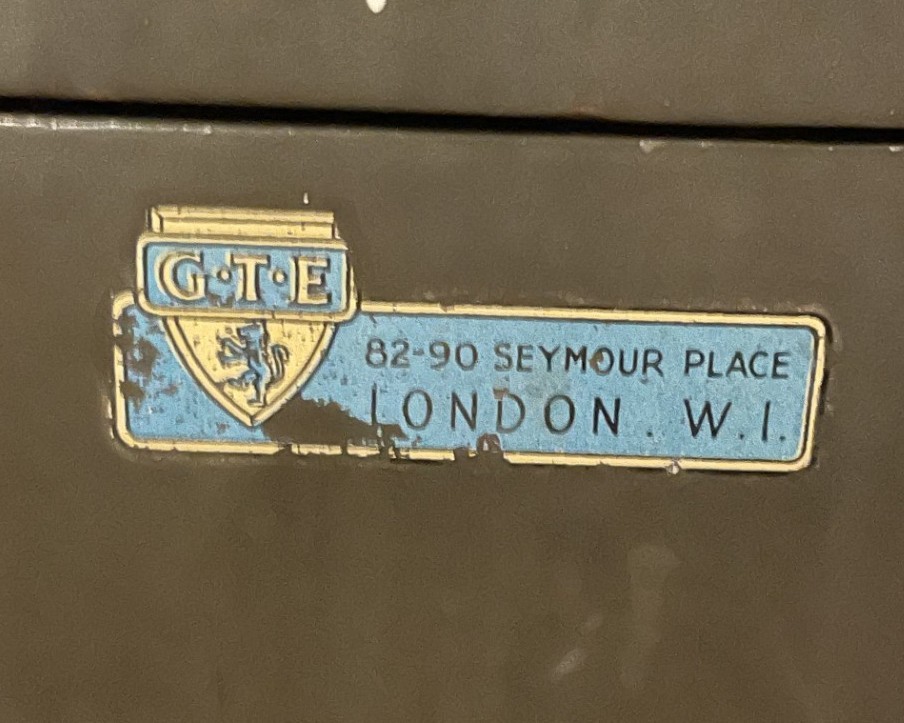 G·T·E
82-90 SEYMOUR PLACE
LONDON . W.I.